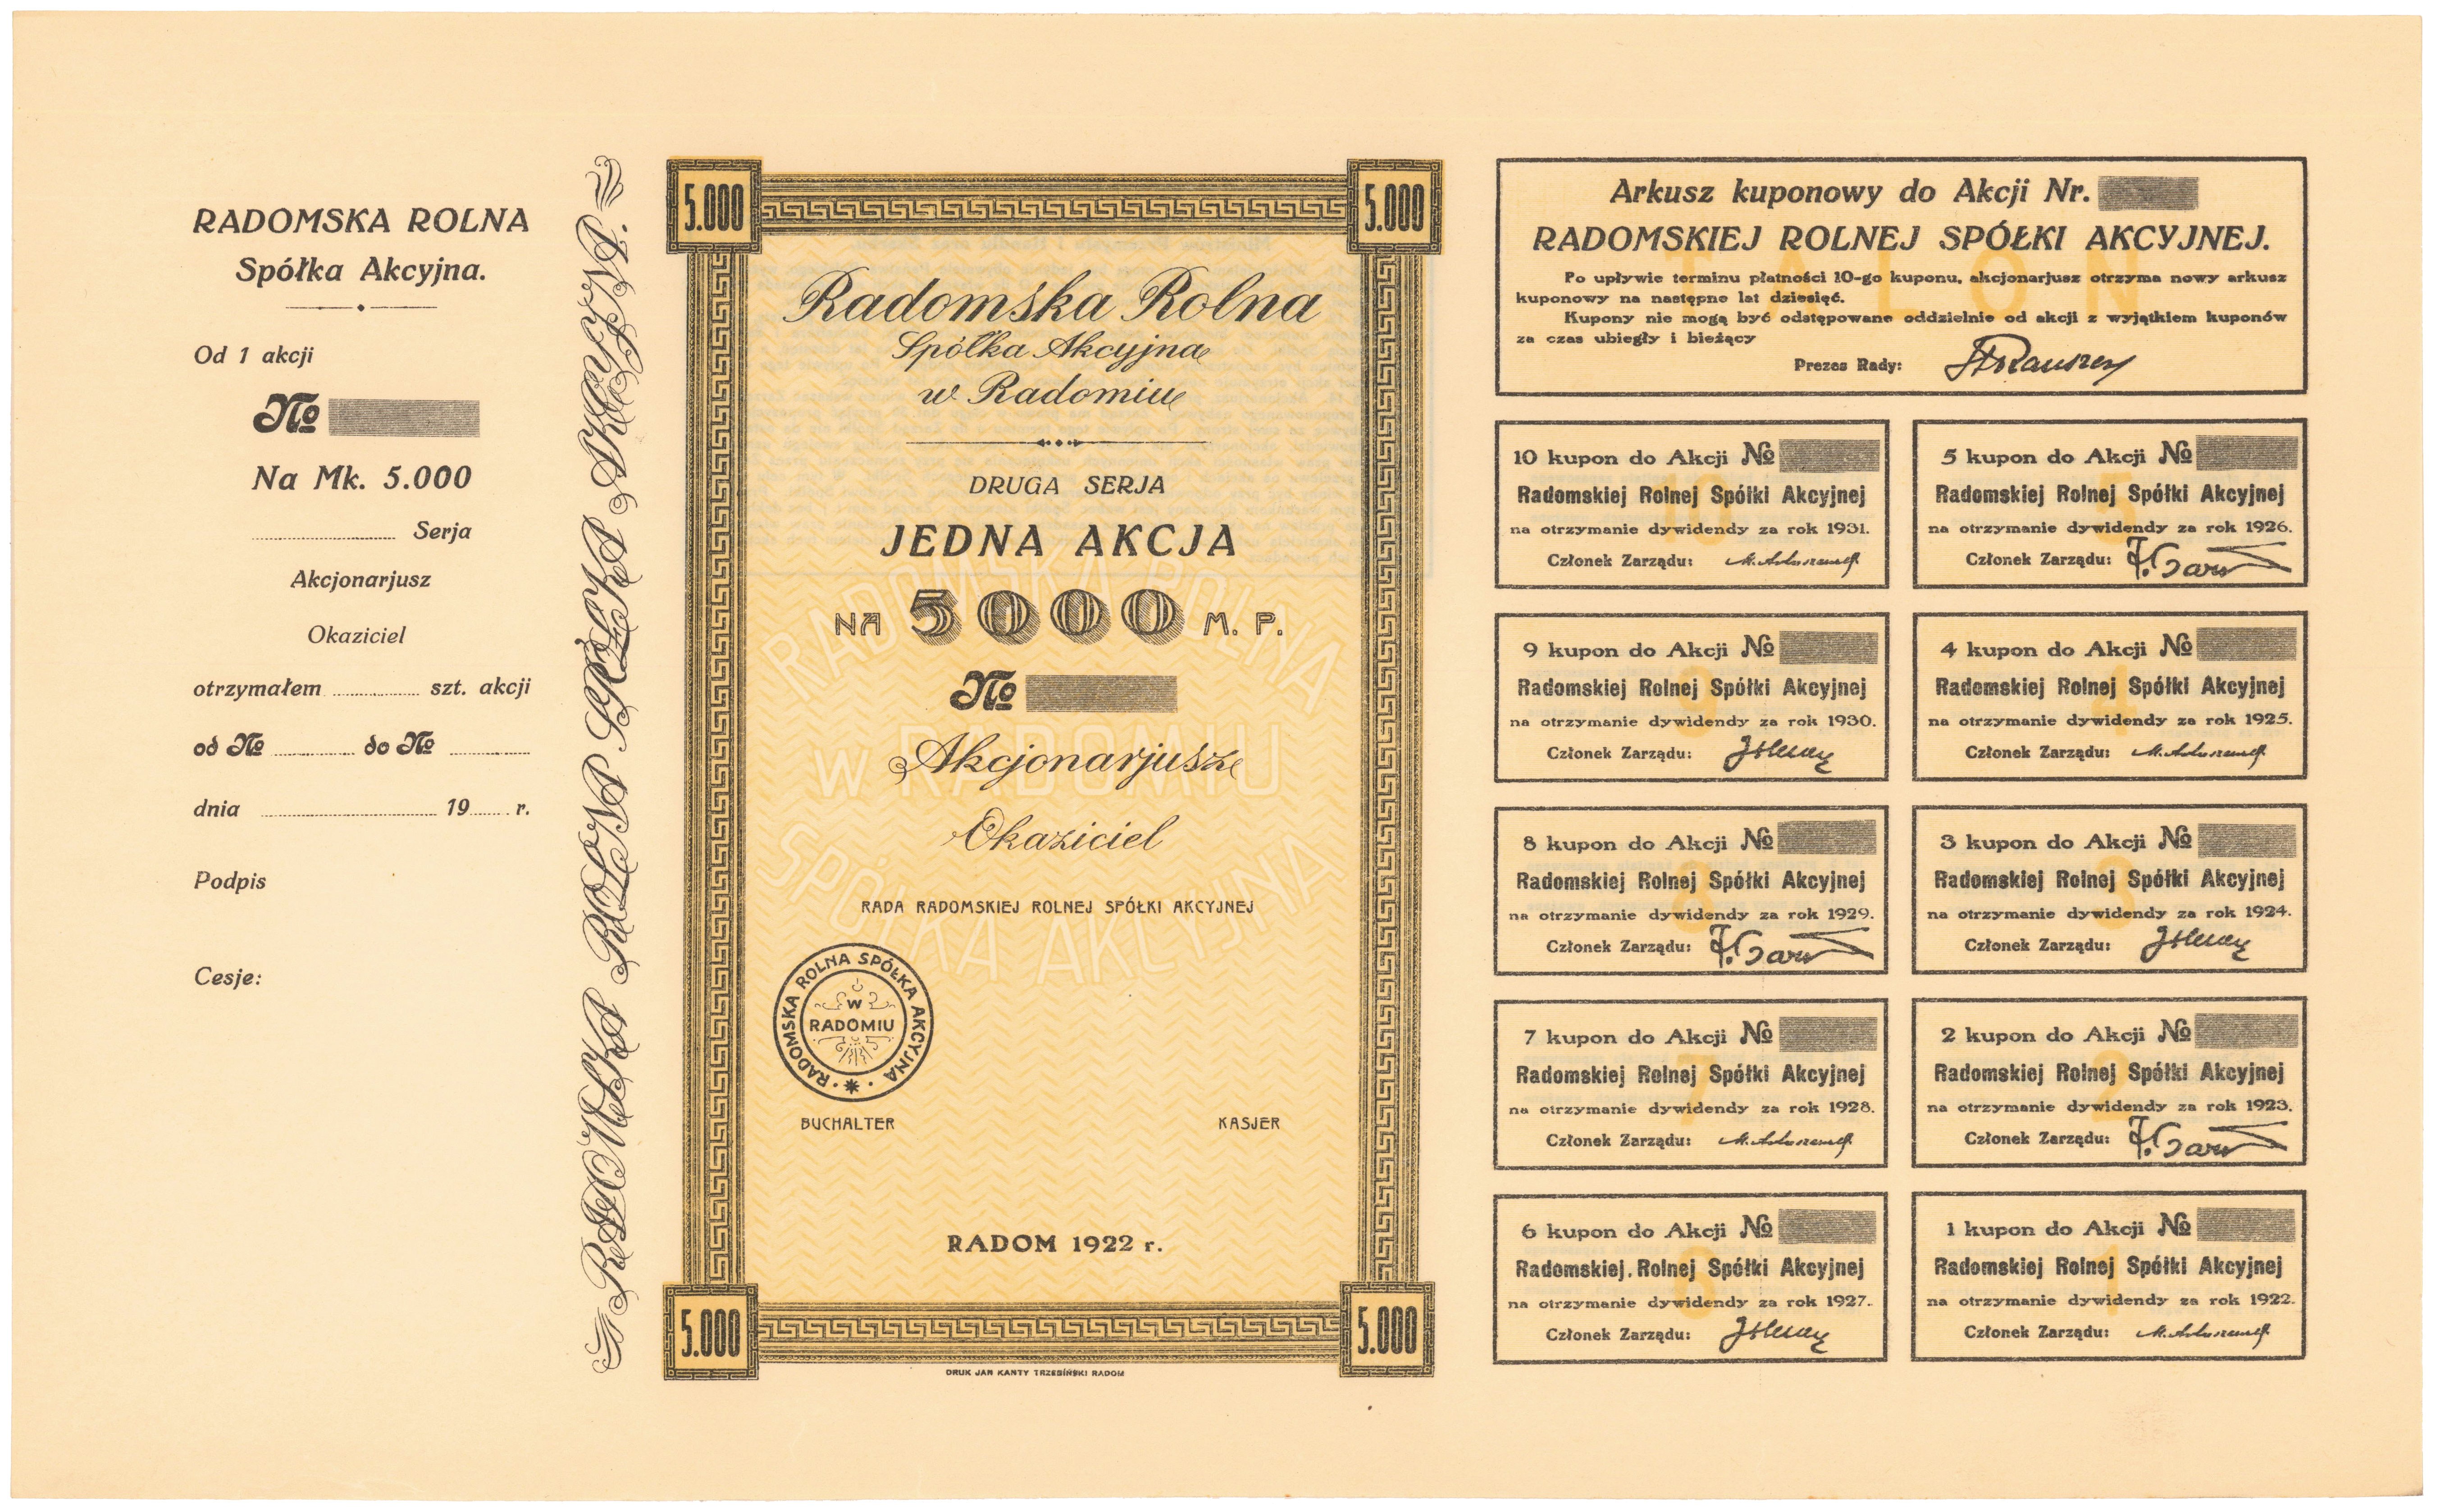 RADOMSKA ROLNA
Spółka Akcyjna.
Od 1 akcji
No
Na Mk. 5.000
Serja
Akcjonarjusz
Okaziciel
otrzymałem szt. akcji
od No do No
dnia 19 r.
Podpis
Cesje:
RADOMSKA ROLNA SPÓŁKA AKCYJNA.
5.000 5.000
Radomska Rolna
Spółka Akcyjna
w Radomiu
DRUGA SERJA
JEDNA AKCJA
NA 5000 M. P.
No
Akcjonarjusz
Okaziciel
RADOMSKA ROLNA
W RADOMIU
SPÓŁKA AKCYJNA
RADA RADOMSKIEJ ROLNEJ SPÓŁKI AKCYJNEJ
RADOMSKA ROLNA SPÓŁKA AKCYJNA
W
RADOMIU
BUCHALTER KASJER
RADOM 1922 r.
5.000 5.000
DRUK JAN KANTY TRZEBIŃSKI RADOM
Arkusz kuponowy do Akcji Nr.
RADOMSKIEJ ROLNEJ SPÓŁKI AKCYJNEJ.
TALON
Po upływie terminu płatności 10-go kuponu, akcjonarjusz otrzyma nowy arkusz
kuponowy na następne lat dziesięć.
Kupony nie mogą być odstępowane oddzielnie od akcji z wyjątkiem kuponów
za czas ubiegły i bieżący
Prezes Rady:
10 kupon do Akcji №
Radomskiej Rolnej Spółki Akcyjnej
na otrzymanie dywidendy za rok 1931.
Członek Zarządu:
5 kupon do Akcji №
Radomskiej Rolnej Spółki Akcyjnej
na otrzymanie dywidendy za rok 1926.
Członek Zarządu:
9 kupon do Akcji №
Radomskiej Rolnej Spółki Akcyjnej
na otrzymanie dywidendy za rok 1930.
Członek Zarządu:
4 kupon do Akcji №
Radomskiej Rolnej Spółki Akcyjnej
na otrzymanie dywidendy za rok 1925.
Członek Zarządu:
8 kupon do Akcji №
Radomskiej Rolnej Spółki Akcyjnej
na otrzymanie dywidendy za rok 1929.
Członek Zarządu:
3 kupon do Akcji №
Radomskiej Rolnej Spółki Akcyjnej
na otrzymanie dywidendy za rok 1924.
Członek Zarządu:
7 kupon do Akcji №
Radomskiej Rolnej Spółki Akcyjnej
na otrzymanie dywidendy za rok 1928.
Członek Zarządu:
2 kupon do Akcji №
Radomskiej Rolnej Spółki Akcyjnej
na otrzymanie dywidendy za rok 1923.
Członek Zarządu:
6 kupon do Akcji №
Radomskiej. Rolnej Spółki Akcyjnej
na otrzymanie dywidendy za rok 1927.
Członek Zarządu:
1 kupon do Akcji №
Radomskiej Rolnej Spółki Akcyjnej
na otrzymanie dywidendy za rok 1922.
Członek Zarządu: